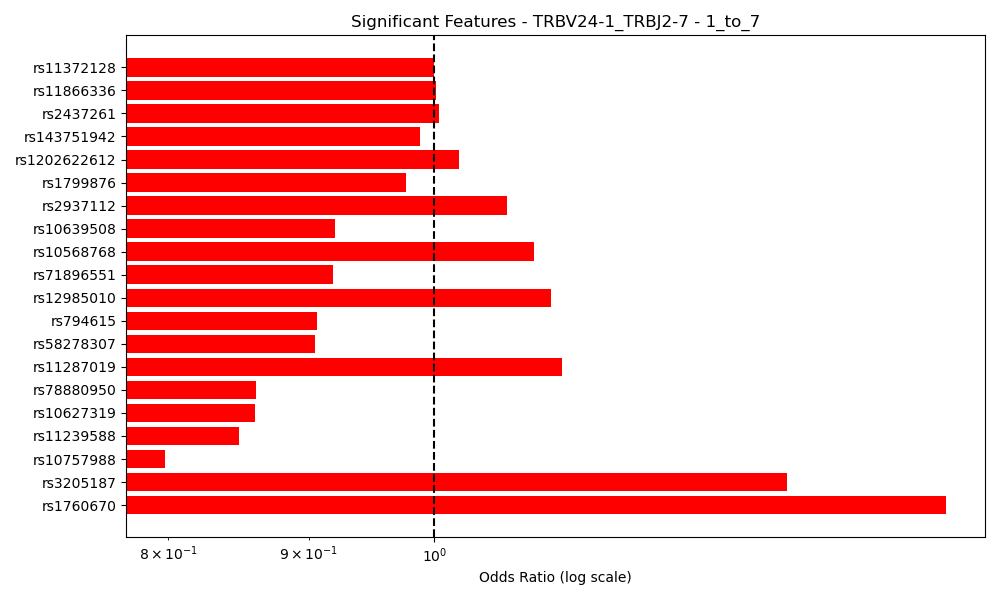 Significant Features - TRBV24-1_TRBJ2-7 - 1_to_7
rs11372128
rs11866336
rs2437261
rs143751942
rs1202622612
rs1799876
rs2937112
rs10639508
rs10568768
rs71896551
rs12985010
rs794615
rs58278307
rs11287019
rs78880950
rs10627319
rs11239588
rs10757988
rs3205187
rs1760670
8 × 10⁻¹ 9 × 10⁻¹ 10⁰
Odds Ratio (log scale)